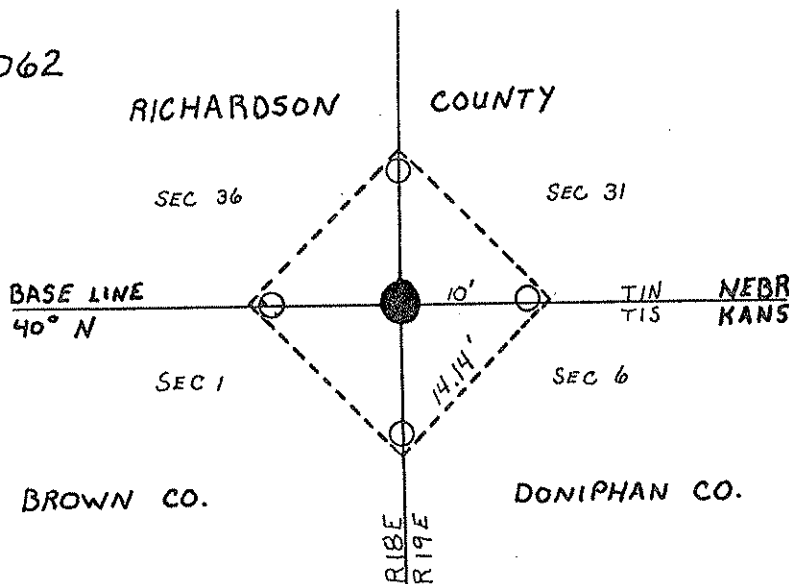 D62
RICHARDSON COUNTY
SEC 36
SEC 31
BASE LINE
40° N
10'
T1N
T1S
NEBR
KANS
SEC 1
14.14'
SEC 6
BROWN CO.
DONIPHAN CO.
R18E
R19E